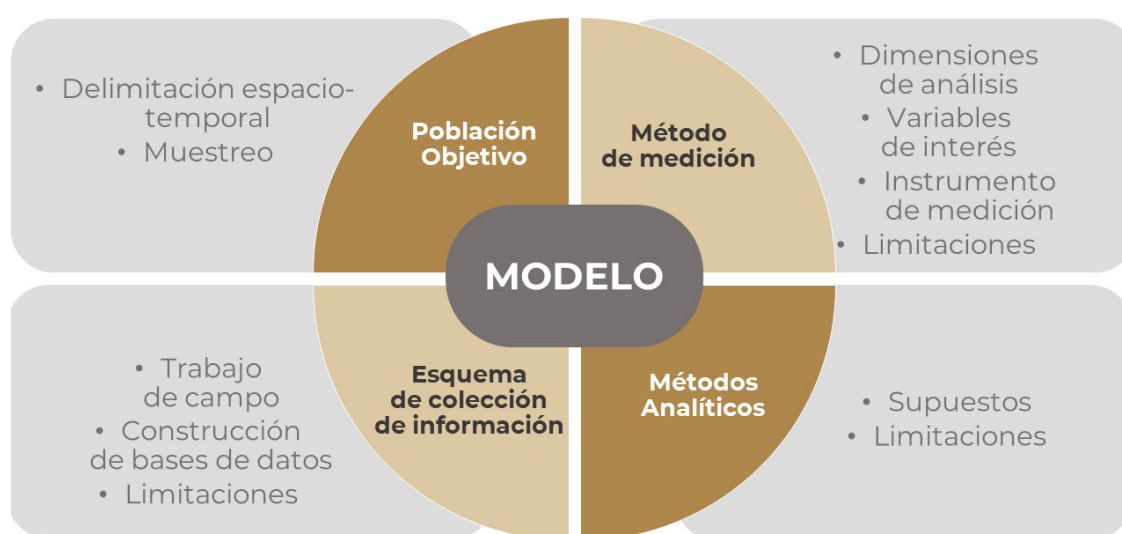 • Delimitación espacio-
temporal
• Muestreo
Población
Objetivo
Método
de medición
• Dimensiones
de análisis
• Variables
de interés
• Instrumento
de medición
• Limitaciones
MODELO
• Trabajo
de campo
• Construcción
de bases de datos
• Limitaciones
Esquema
de colección
de información
Métodos
Analíticos
• Supuestos
• Limitaciones